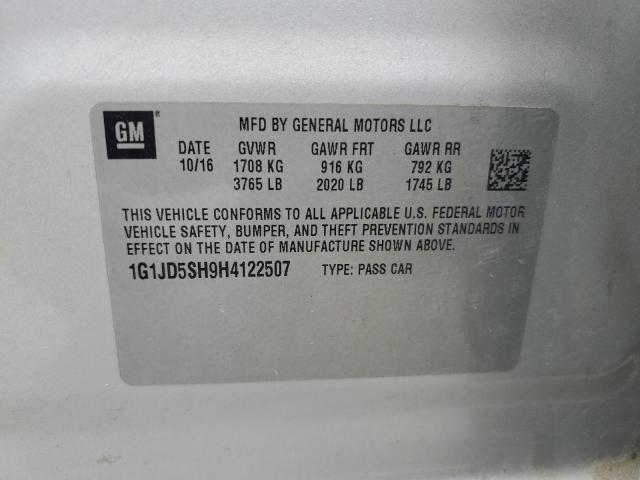 GM
MFD BY GENERAL MOTORS LLC
DATE GVWR GAWR FRT GAWR RR
10/16 1708 KG 916 KG 792 KG
3765 LB 2020 LB 1745 LB
THIS VEHICLE CONFORMS TO ALL APPLICABLE U.S. FEDERAL MOTOR
VEHICLE SAFETY, BUMPER, AND THEFT PREVENTION STANDARDS IN
EFFECT ON THE DATE OF MANUFACTURE SHOWN ABOVE.
1G1JD5SH9H4122507 TYPE: PASS CAR